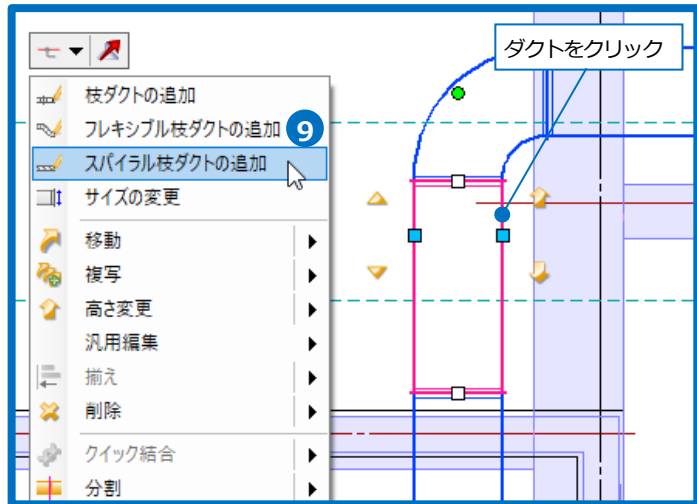 ダクトをクリック
枝ダクトの追加
フレキシブル枝ダクトの追加
9
スパイラル枝ダクトの追加
サイズの変更
移動
複写
高さ変更
汎用編集
揃え
削除
クイック結合
分割